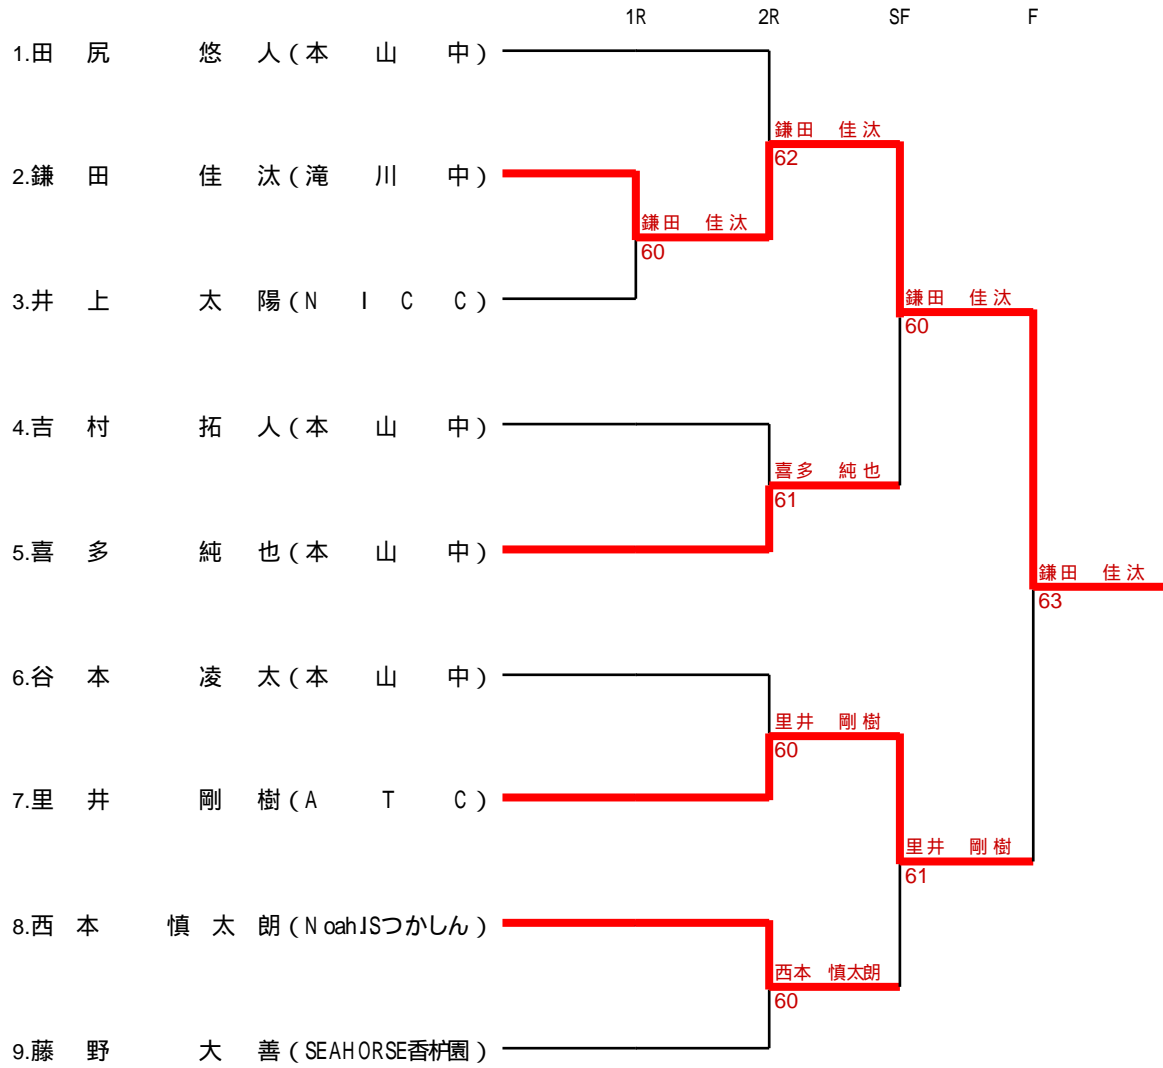 1R 2R SF F
1.田尻 悠人(本山中)
鎌田 佳汰
62
2.鎌田 佳汰(滝川中)
鎌田 佳汰
60
3.井上 太陽(NICC)
鎌田 佳汰
60
4.吉村 拓人(本山中)
喜多 純也
61
5.喜多 純也(本山中)
鎌田 佳汰
63
6.谷本 凌太(本山中)
里井 剛樹
60
7.里井 剛樹(ATC)
里井 剛樹
61
8.西本 慎太朗(NoahJSつかしん)
西本 慎太朗
60
9.藤野 大善(SEAHORSE香枦園)